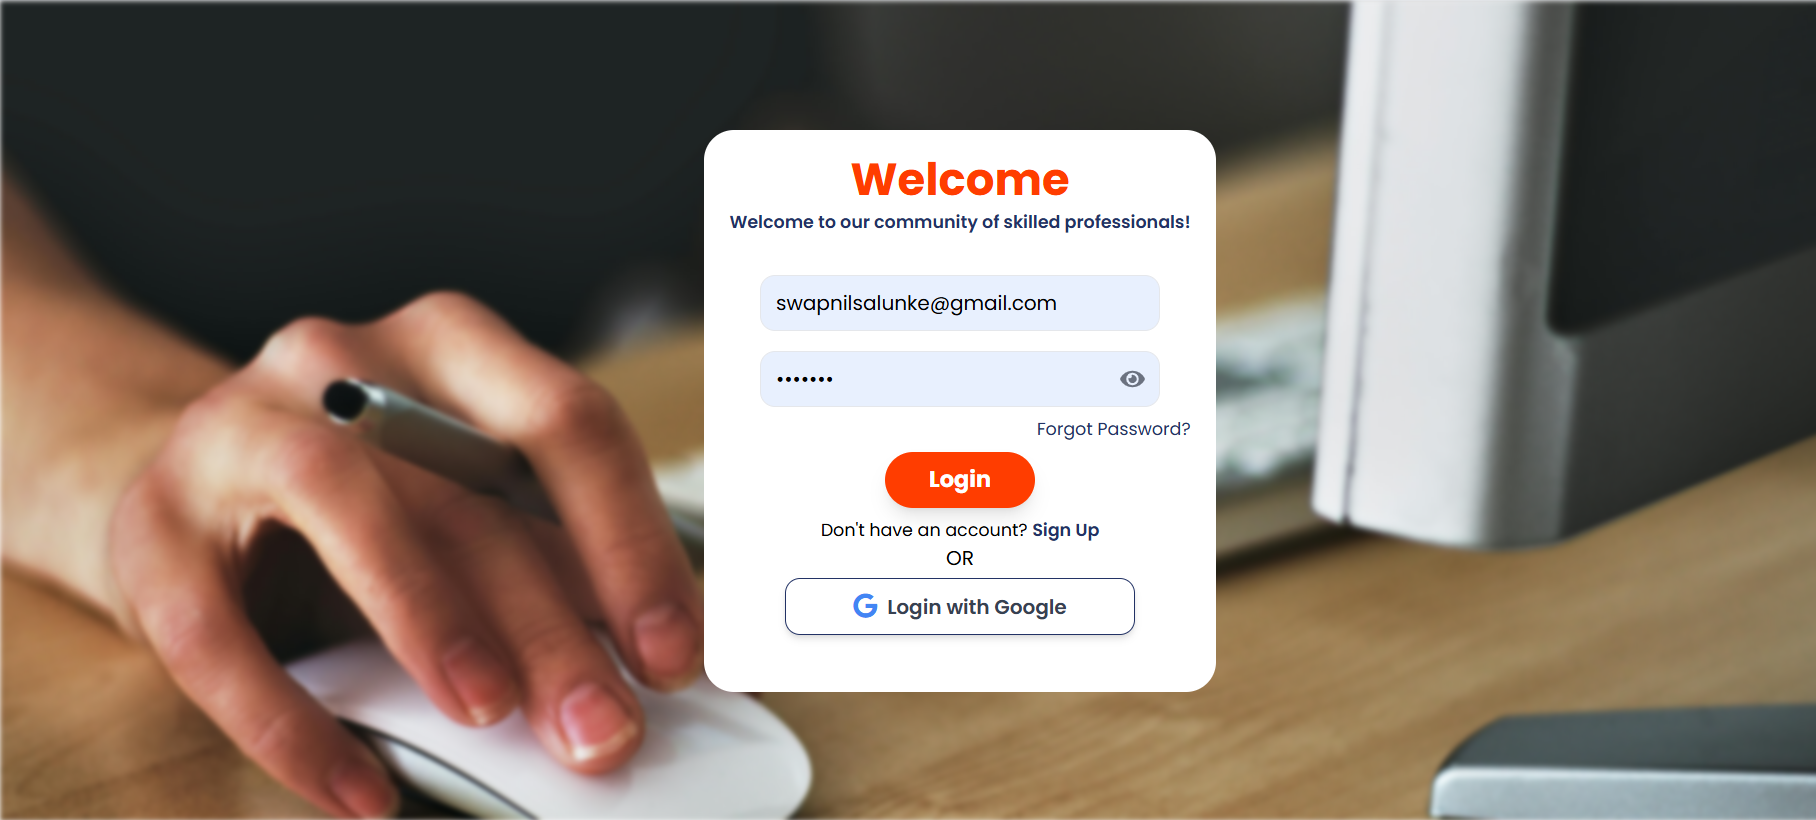 Welcome
Welcome to our community of skilled professionals!
swapnilsalunke@gmail.com
•••••••
Forgot Password?
Login
Don't have an account? Sign Up
OR
Login with Google